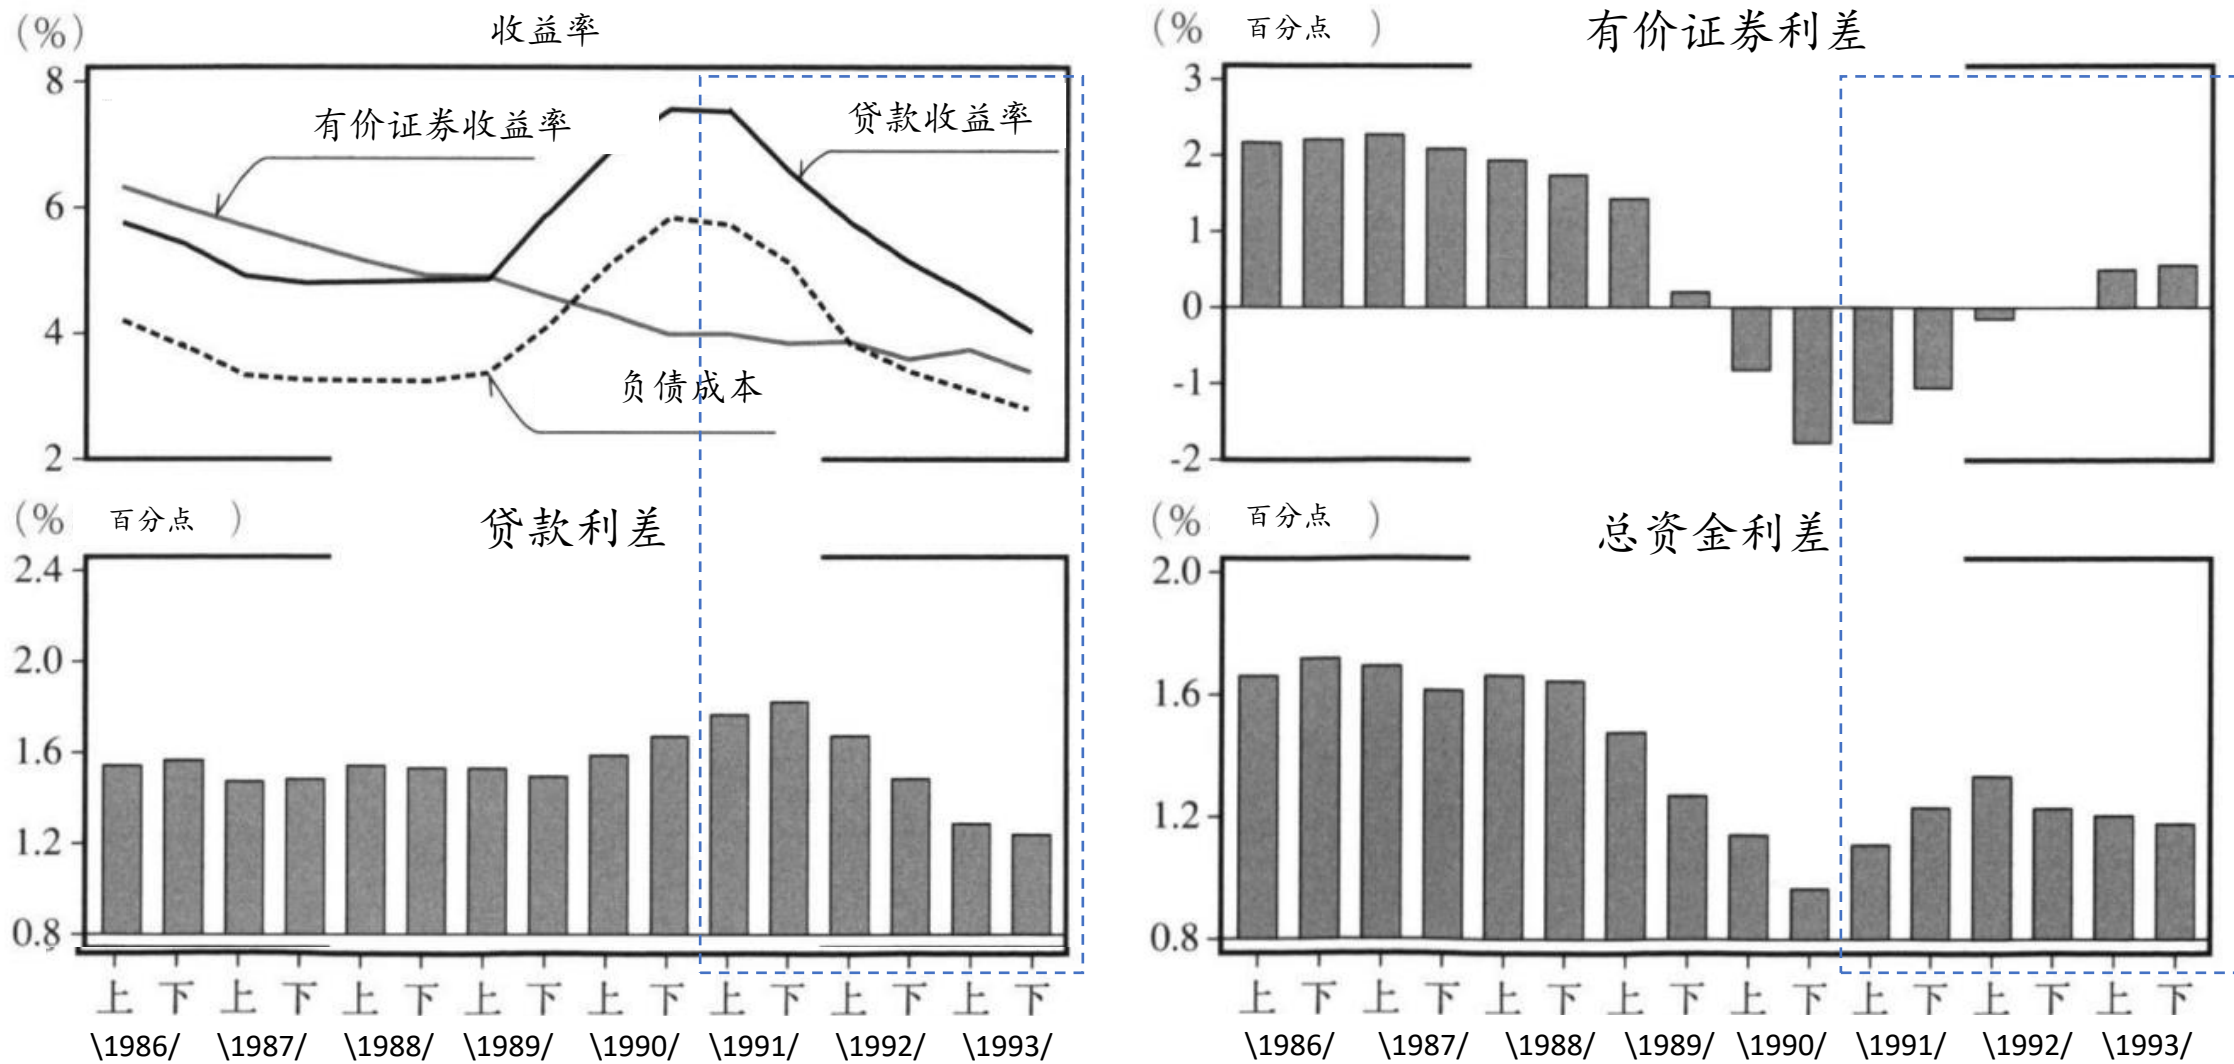 收益率
(%)
8
6
4
2
有价证券收益率
贷款收益率
负债成本
有价证券利差
(% 百分点 )
3
2
1
0
-1
-2
贷款利差
(% 百分点 )
2.4
2.0
1.6
1.2
0.8
上 下 上 下 上 下 上 下 上 下 上 下 上 下 上 下
\1986/ \1987/ \1988/ \1989/ \1990/ \1991/ \1992/ \1993/
总资金利差
(% 百分点 )
2.0
1.6
1.2
0.8
上 下 上 下 上 下 上 下 上 下 上 下 上 下 上 下
\1986/ \1987/ \1988/ \1989/ \1990/ \1991/ \1992/ \1993/